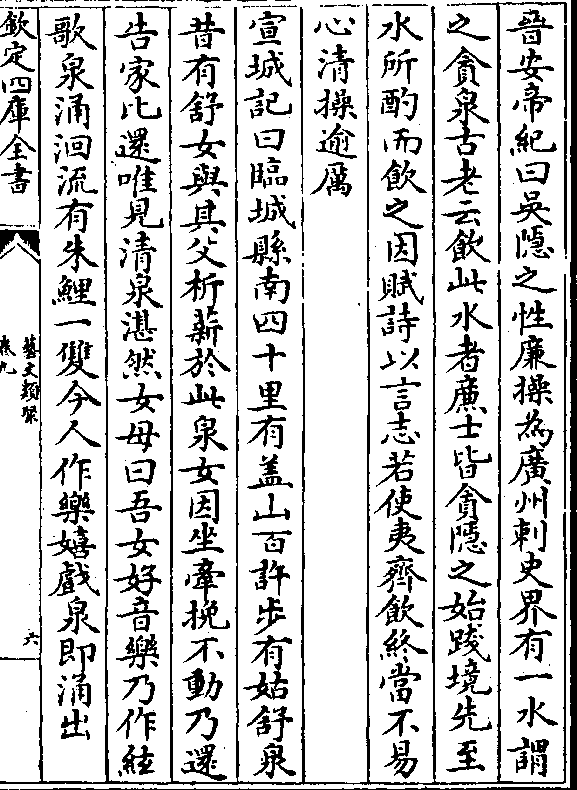 晉安帝紀曰吳隱之性廉操為廣州刺史界有一水謂
之貪泉古老云飲此水者廉士皆貪隱之始踐境先至
水所酌而飲之因賦詩以言志若使夷齊飲終當不易
心清操逾厲
宣城記曰臨城縣南四十里有盖山百許步有姑舒泉
昔有舒女與其父析薪於此泉女因坐牽挽不動乃還
告家比還唯見清泉湛然女母曰吾女好音樂乃作絃
歌泉涌洄流有朱鯉一雙今人作樂嬉戲泉即涌出
欽定四庫全書
藝文類聚
卷九
六